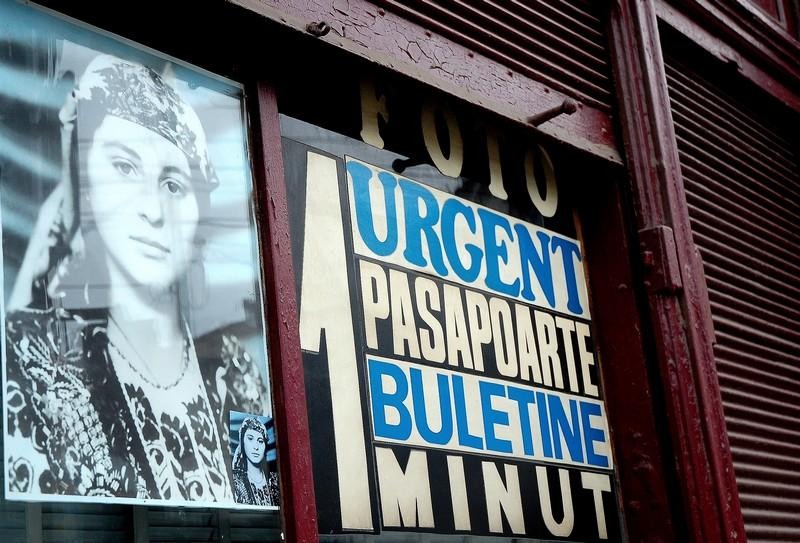 FOTO
1
URGENT
PASAPOARTE
BULETINE
MINUT